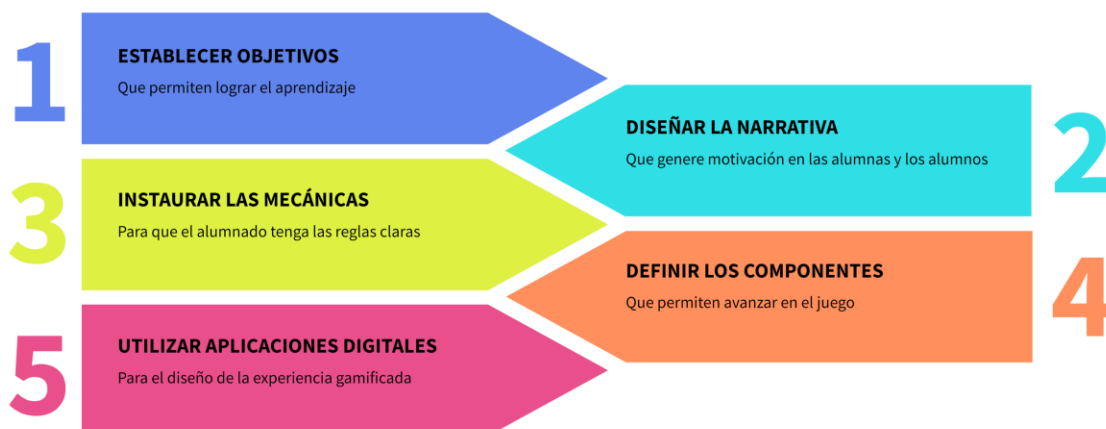 1
ESTABLECER OBJETIVOS
Que permiten lograr el aprendizaje
2
DISEÑAR LA NARRATIVA
Que genere motivación en las alumnas y los alumnos
3
INSTAURAR LAS MECÁNICAS
Para que el alumnado tenga las reglas claras
4
DEFINIR LOS COMPONENTES
Que permiten avanzar en el juego
5
UTILIZAR APLICACIONES DIGITALES
Para el diseño de la experiencia gamificada